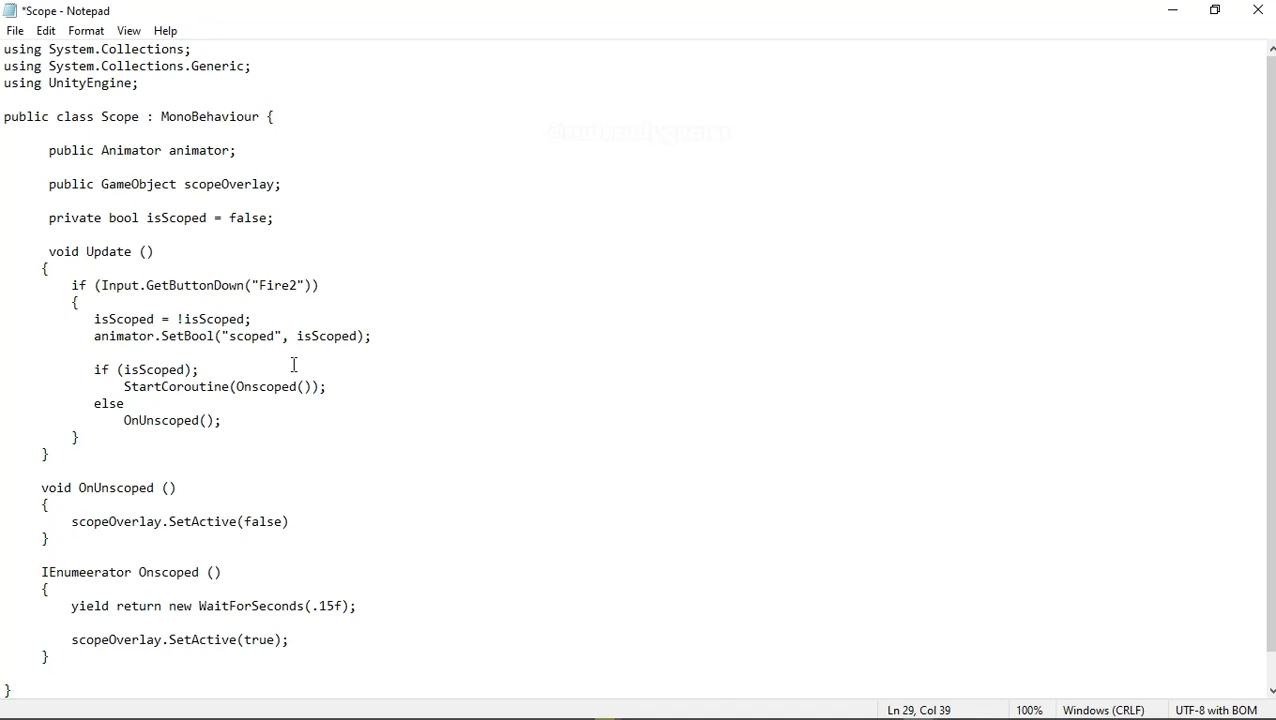 *Scope - Notepad
File Edit Format View Help
using System.Collections;
using System.Collections.Generic;
using UnityEngine;
public class Scope : MonoBehaviour {
public Animator animator;
public GameObject scopeOverlay;
private bool isScoped = false;
void Update ()
{
if (Input.GetButtonDown("Fire2"))
{
isScoped = !isScoped;
animator.SetBool("scoped", isScoped);
if (isScoped);
StartCoroutine(Onscoped());
else
OnUnscoped();
}
}
void OnUnscoped ()
{
scopeOverlay.SetActive(false)
}
IEnumeerator Onscoped ()
{
yield return new WaitForSeconds(.15f);
scopeOverlay.SetActive(true);
}
}
Ln 29, Col 39 100% Windows (CRLF) UTF-8 with BOM